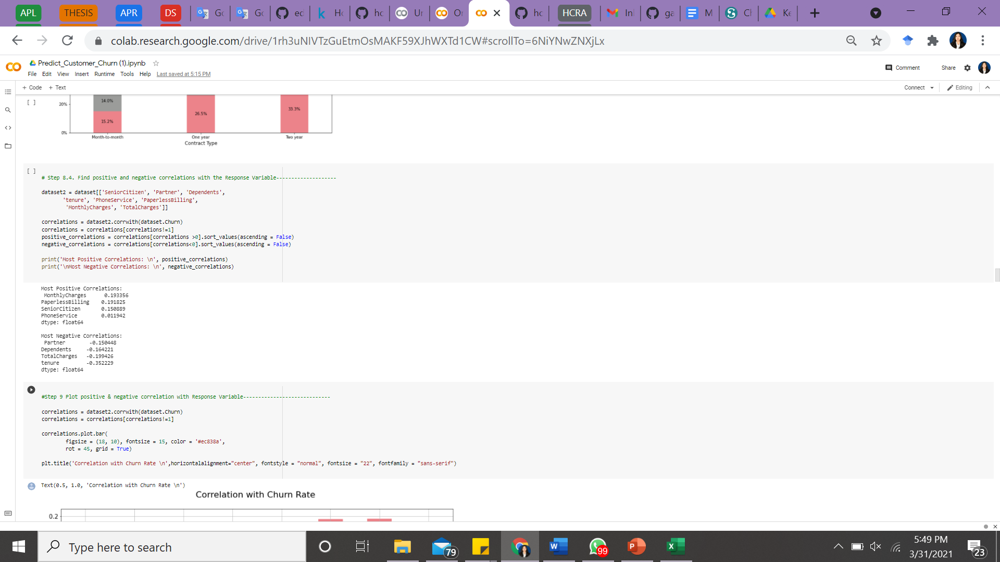 APL THESIS APR DS Gc Gc ec Hc hc Ur Or hc HCRA Inl ga M Cl Ke
colab.research.google.com/drive/1rh3uNIVTzGuEtmOsMAKF59XJhWXTd1CW#scrollTo=6NiYNwZNXjLx
Predict_Customer_Churn (1).ipynb
File Edit View Insert Runtime Tools Help Last saved at 5:15 PM
Comment Share
+ Code + Text
Connect Editing
[ ]
20%
14.0%
15.2%
26.5%
33.3%
0%
Month-to-month One year Two year
Contract Type
[ ]
# Step 8.4. Find positive and negative correlations with the Response Variable--------------------
dataset2 = dataset[['SeniorCitizen', 'Partner', 'Dependents',
'tenure', 'PhoneService', 'PaperlessBilling',
'MonthlyCharges', 'TotalCharges']]
correlations = dataset2.corrwith(dataset.Churn)
correlations = correlations[correlations!=1]
positive_correlations = correlations[correlations >0].sort_values(ascending = False)
negative_correlations = correlations[correlations<0].sort_values(ascending = False)
print('Most Positive Correlations: \n', positive_correlations)
print('\nMost Negative Correlations: \n', negative_correlations)
Most Positive Correlations:
MonthlyCharges 0.193356
PaperlessBilling 0.191825
SeniorCitizen 0.150889
PhoneService 0.011942
dtype: float64
Most Negative Correlations:
Partner -0.150448
Dependents -0.164221
TotalCharges -0.199426
tenure -0.352229
dtype: float64
#Step 9 Plot positive & negative correlation with Response Variable-----------------------------
correlations = dataset2.corrwith(dataset.Churn)
correlations = correlations[correlations!=1]
correlations.plot.bar(
figsize = (18, 10), fontsize = 15, color = '#ec838a',
rot = 45, grid = True)
plt.title('Correlation with Churn Rate \n',horizontalalignment="center", fontstyle = "normal", fontsize = "22", fontfamily = "sans-serif")
Text(0.5, 1.0, 'Correlation with Churn Rate \n')
Correlation with Churn Rate
0.2
Type here to search
79
99
5:49 PM
3/31/2021
23